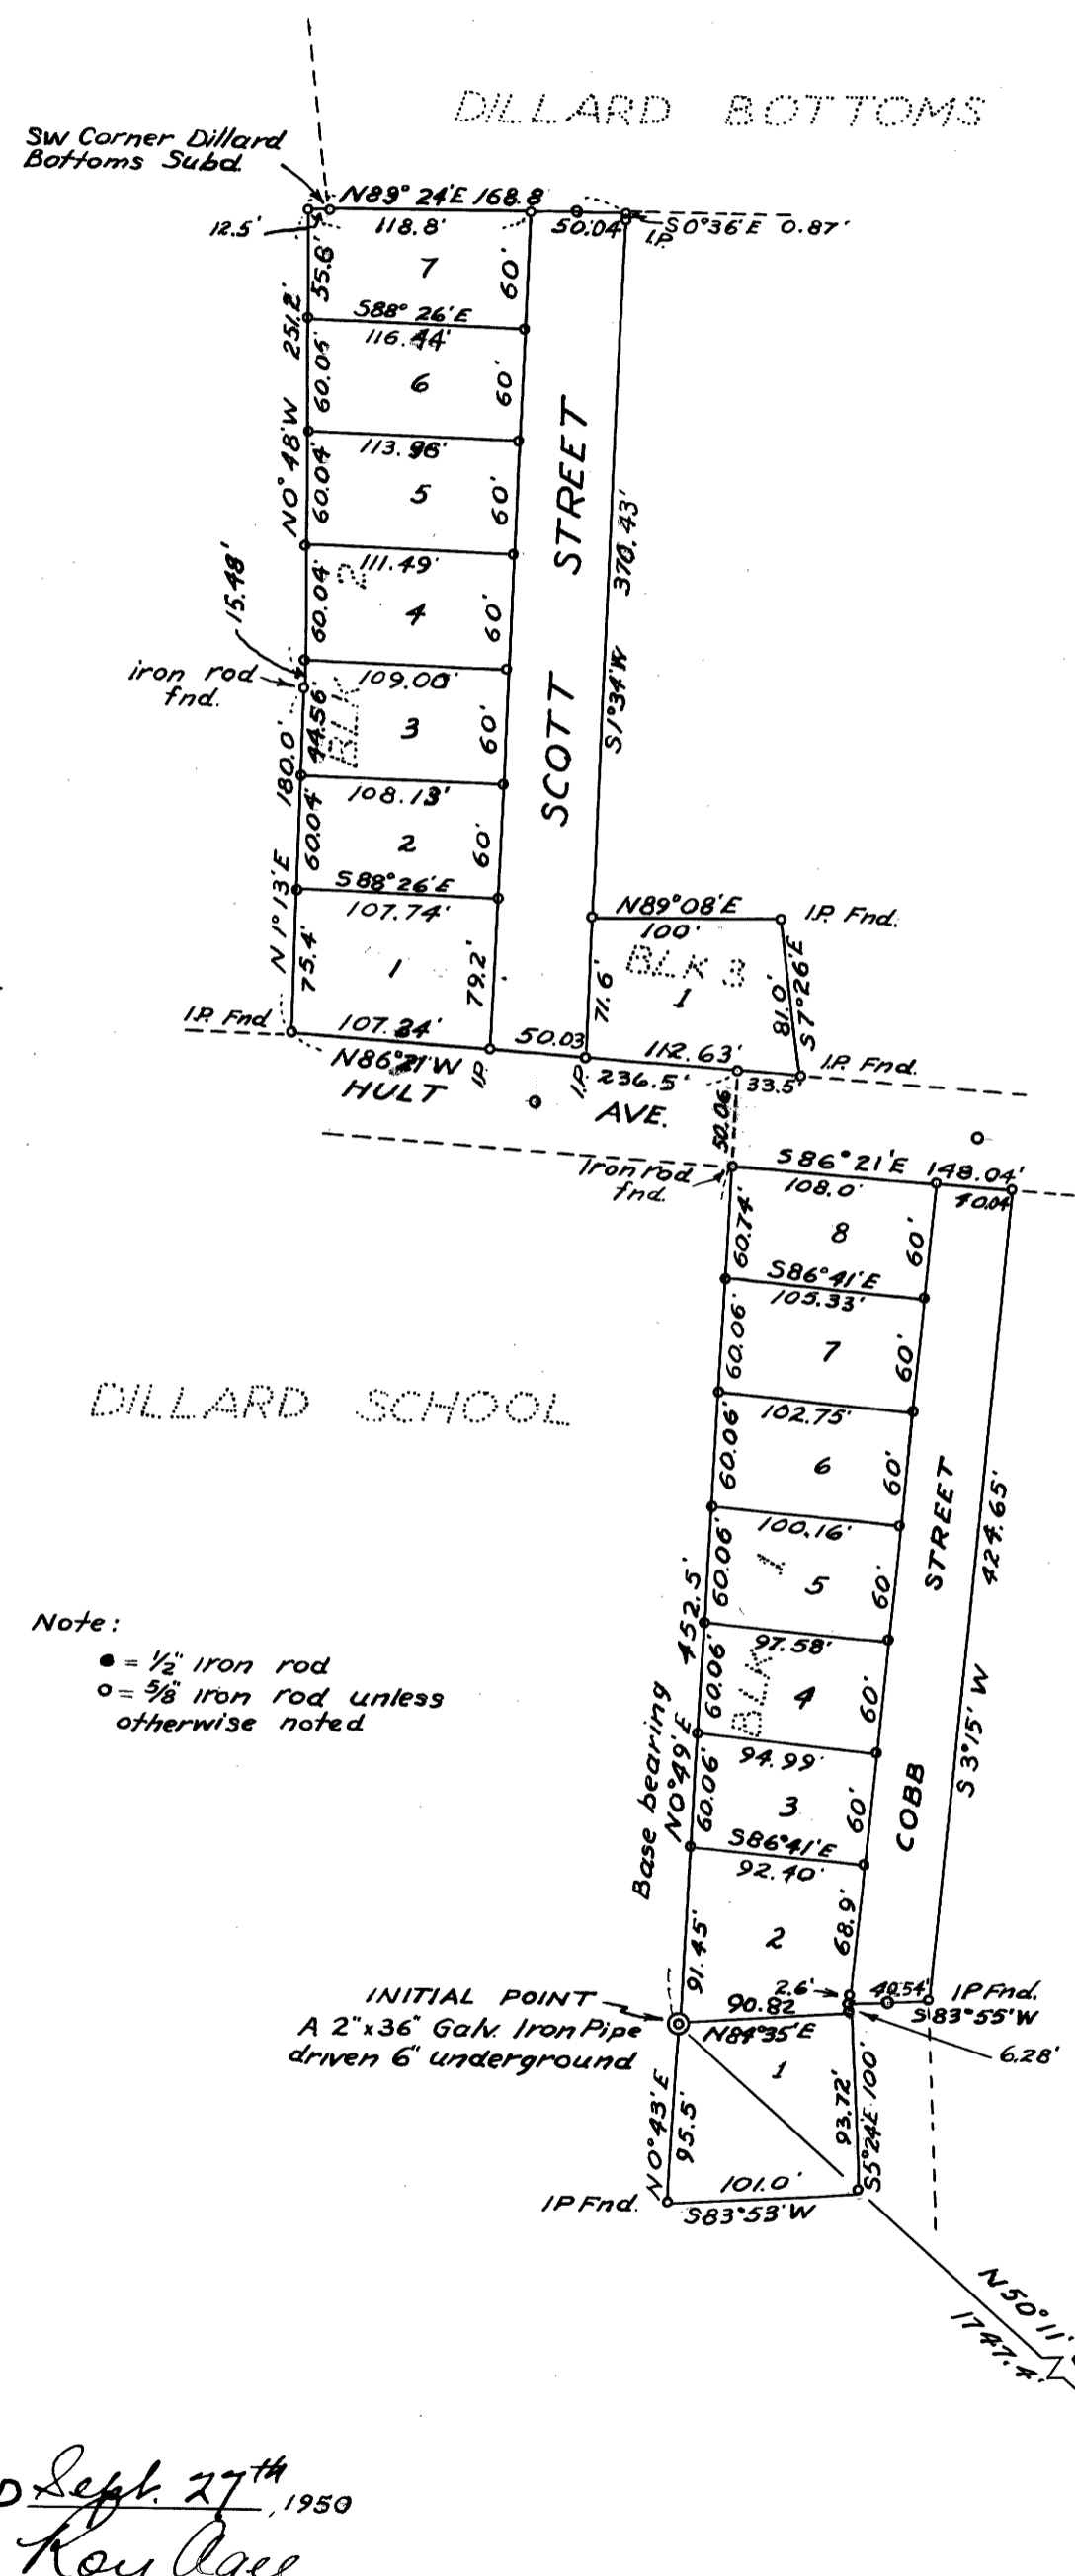 DILLARD BOTTOMS
SW Corner Dillard
Bottoms Subd.
N89° 24'E 168.8
12.5'
118.8'
50.04'
I.P.
S0°36'E 0.87'
55.8'
7
60'
S88° 26'E
116.44'
N0°48'W 251.2'
60.05'
6
60'
113.96'
60.04'
5
60'
111.49'
60.04'
BLK 2
4
60'
15.48'
iron rod
fnd.
109.00'
44.56'
3
60'
108.13'
N1°13'E 180.0'
60.04'
2
60'
S88°26'E
107.74'
75.4'
1
79.2'
SCOTT STREET
S1°34'W 370.43'
N89°08'E
100'
I.P. Fnd.
BLK 3
1
71.6'
81.0'
S7°26'E
I.P. Fnd
107.34'
50.03
112.63'
I.P. Fnd.
N86°21'W
I.P.
I.P.
236.5'
33.5'
HULT AVE.
50.06
Iron rod
fnd.
S86°21'E 148.04'
108.0'
40.04
60.74'
8
60'
S86°41'E
105.33'
60.06'
7
60'
102.75'
60.06'
6
60'
100.16'
60.06'
BLK 1
5
60'
97.58'
60.06'
4
60'
94.99'
60.06'
3
60'
S86°41'E
92.40'
91.45'
2
68.9'
Base bearing
N0°49'E 452.5'
COBB STREET
S3°15'W 424.65'
DILLARD SCHOOL
Note:
● = 1/2" Iron rod
○ = 5/8" Iron rod unless
otherwise noted
INITIAL POINT
A 2"x36" Galv. Iron Pipe
driven 6" underground
2.6'
40.54'
IP Fnd.
90.82
S83°55'W
N84°35'E
6.28'
1
N0°43'E
95.5'
93.72'
S5°24'E 100'
101.0'
IP Fnd.
S83°53'W
N50°11'
1747.4'
D Sept. 27th, 1950
Roy Agee